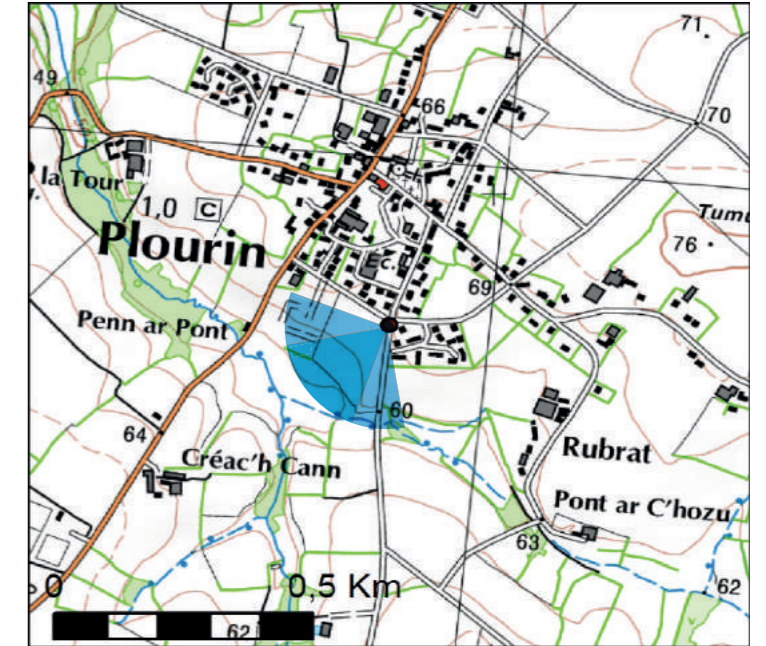 71
49
66
70
la Tour
1,0 C
Tumu
Plourin
76
Ec.
69
Penn ar Pont
60
64
Rubrat
Créac'h Cann
Pont ar C'hozu
63
0 0,5 Km
62
62